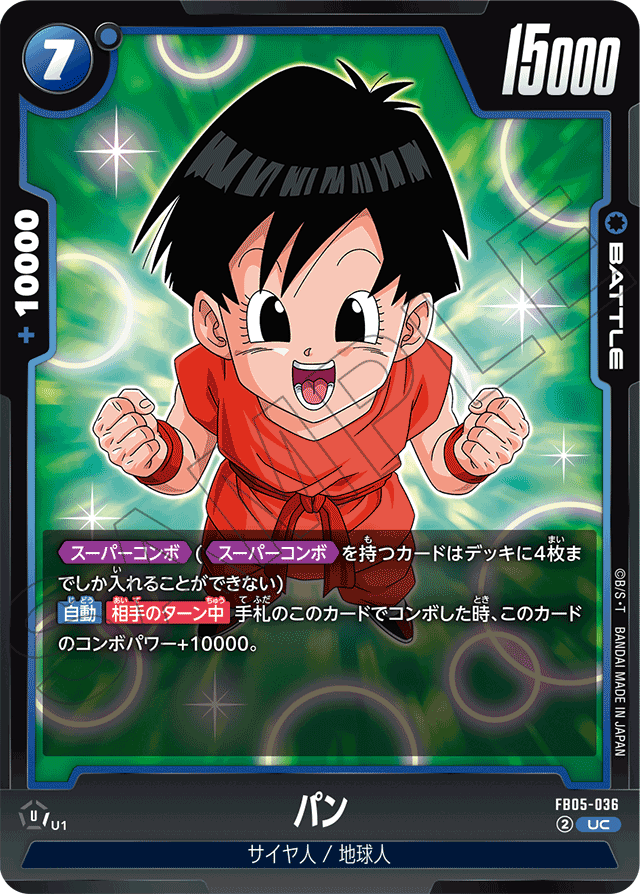 7
15000
+ 10000
BATTLE
スーパーコンボ ( スーパーコンボ を持つカードはデッキに4枚ま
でしか入れることができない)
自動 相手のターン中 手札のこのカードでコンボした時、このカード
のコンボパワー+10000。
SAMPLE
©B/S・T BANDAI MADE IN JAPAN
パン
FB05-036
U U1
② UC
サイヤ人 / 地球人